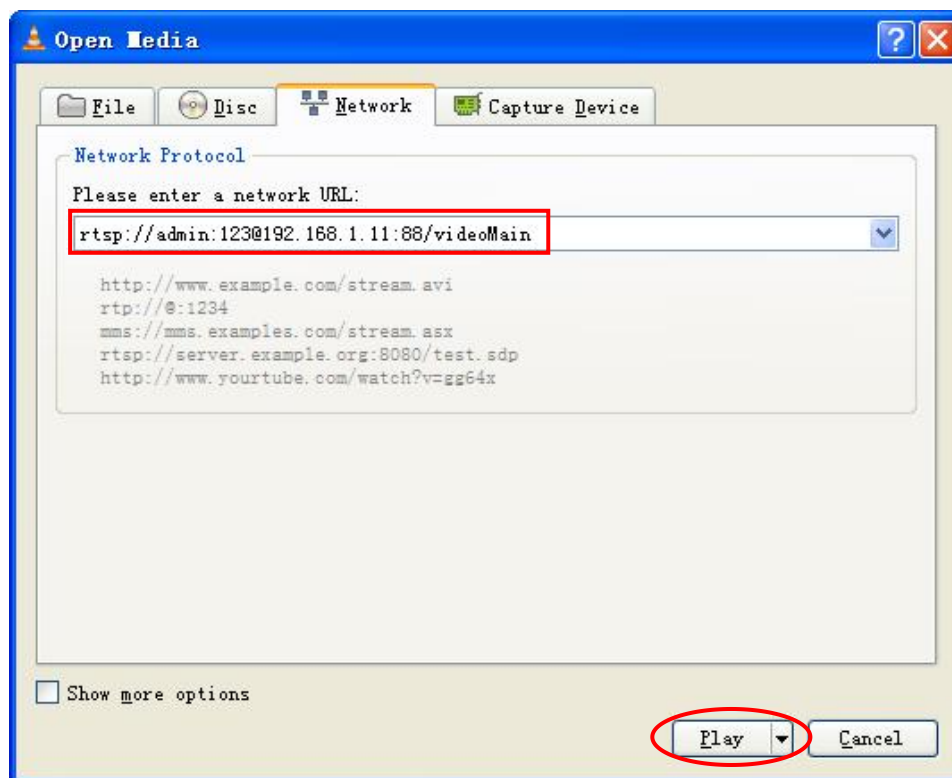 Open Media
File Disc Network Capture Device
Network Protocol
Please enter a network URL:
rtsp://admin:123@192.168.1.11:88/videoMain
http://www.example.com/stream.avi
rtp://@:1234
mms://mms.examples.com/stream.asx
rtsp://server.example.org:8080/test.sdp
http://www.yourtube.com/watch?v=gg64x
Show more options
Play Cancel